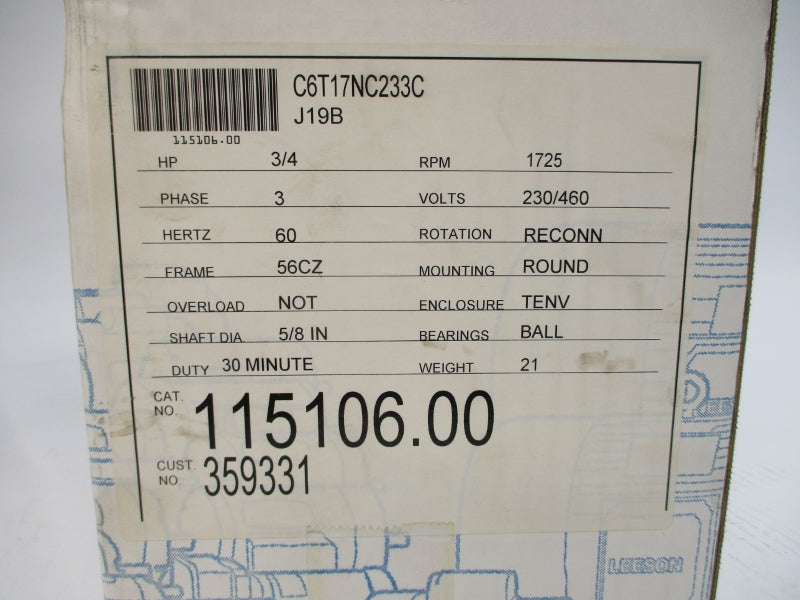 C6T17NC233C
J19B
115106.00
HP 3/4 RPM 1725
PHASE 3 VOLTS 230/460
HERTZ 60 ROTATION RECONN
FRAME 56CZ MOUNTING ROUND
OVERLOAD NOT ENCLOSURE TENV
SHAFT DIA. 5/8 IN BEARINGS BALL
DUTY 30 MINUTE WEIGHT 21
CAT. NO. 115106.00
CUST. NO 359331
LEESON